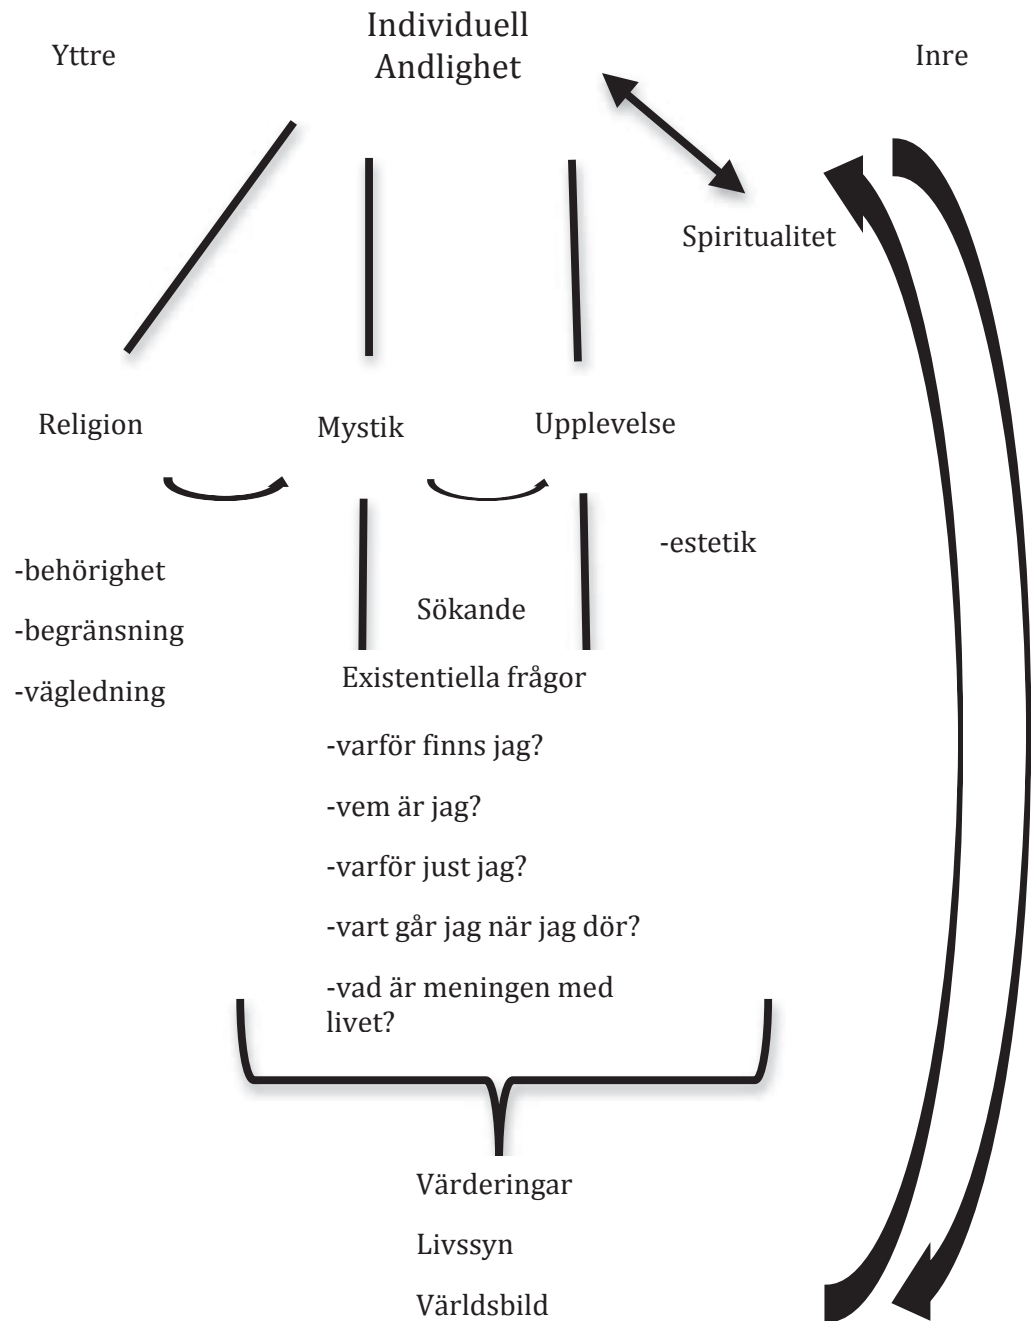 Yttre
Individuell
Andlighet
Inre
Spiritualitet
Religion
Mystik
Upplevelse
-estetik
-behörighet
-begränsning
-vägledning
Sökande
Existentiella frågor
-varför finns jag?
-vem är jag?
-varför just jag?
-vart går jag när jag dör?
-vad är meningen med
livet?
Värderingar
Livssyn
Världsbild